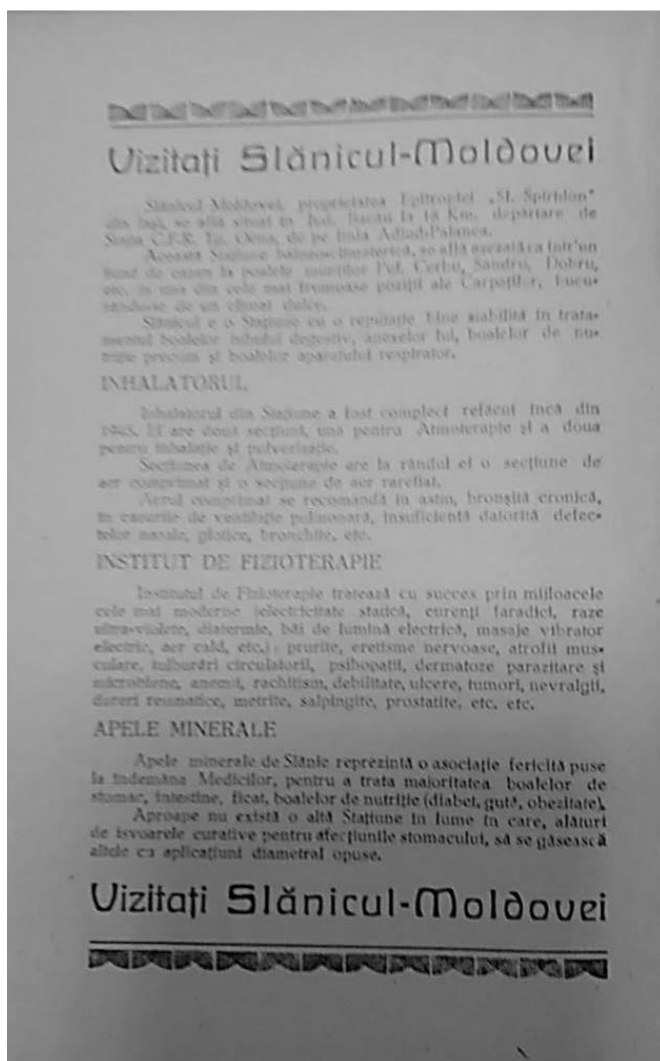 Vizitați Slănicul-Moldovei
Slănicul Moldovei, proprietatea Epitropiei „Sf. Spiridon"
din Iași, se află situat în Jud. Bacău la 18 Km. depărtare de
Stația C.F.R. Tg. Ocna, de pe linia Adjud-Palanca.
Această Stațiune balneo-climaterică, se află așezată ca într'un
fund de cazan la poalele munților Puf, Cerbu, Sandru, Dobru,
etc. în una din cele mai frumoase poziții ale Carpaților, bucu-
rându-se de un climat dulce.
Slănicul e o Stațiune cu o reputație bine stabilită în trata-
mentul boalelor tubului degestiv, anexelor lui, boalelor de nu-
triție precum și boalelor aparatului respirator.
INHALATORUL
Inhalatorul din Stațiune a fost complect refăcut încă din
El are două secțiuni, una pentru Atmoterapie și a doua
pentru inhalație și pulverizație.
Secțiunea de Atmoterapie are la rândul ei o secțiune de
aer comprimat și o secțiune de aer rarefiat.
Aerul comprimat se recomandă în astm, bronșită cronică,
în cazurile de ventilație pulmonară, insuficientă datorită defec-
telor nazale, glotice, bronchite, etc.
INSTITUT DE FIZIOTERAPIE
Institutul de Fizioterapie tratează cu succex prin mijloacele
cele mai moderne (electricitate statică, curenți faradici, raze
ultra-violete, diatermie, băi de lumină electrică, masaje vibrator
electric, aer cald, etc.) prurite, eretisme nervoase, atrofii mus-
culare, tulburări circulatorii, psihopații, dermatoze parazitare și
microbiene, anemii, rachitism, debilitate, ulcere, tumori, nevralgii,
dureri reumatice, metrite, salpingite, prostatite, etc. etc.
APELE MINERALE
Apele minerale de Slănic reprezintă o asociație fericită puse
la îndemâna Medicilor, pentru a trata majoritatea boalelor de
stomac, intestine, ficat, boalelor de nutriție (diabet, gută, obezitate).
Aproape nu există o altă Stațiune în lume în care, alături
de isvoarele curative pentru afecțiunile stomacului, să se găsească
altele cu aplicațiuni diametral opuse.
Vizitați Slănicul-Moldovei